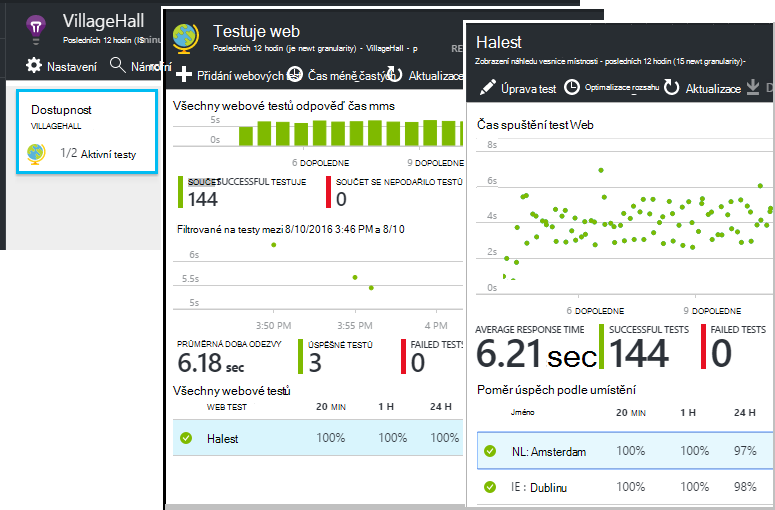 VillageHall
Posledních 12 hodin (IS
Nastavení
Dostupnost
VILLAGEHALL
1/2 Aktivní testy
Testuje web
Posledních 12 hodin (je newt granularity) - VillageHall - p
RE
Přidání webových
Čas méně častých
Aktualizace
Všechny webové testů odpověď čas mms
5s
0s
6 DOPOLEDNE
9 DOPOLEDNE
SOUČET SUCCESSFUL TESTUJE
144
SOUČET SE NEPODAŘILO TESTŮ
0
Filtrované na testy mezi 8/10/2016 3:46 PM a 8/10
6s
5.5s
5s
3:50 PM
3:55 PM
4 PM
PRŮMĚRNÁ DOBA ODEZVY
6.18 sec
ÚSPĚŠNÉ TESTŮ
3
FAILED TESTS
0
Všechny webové testů
WEB TEST 20 MIN 1 H 24 H
Halest 100% 100% 100%
Halest
Zobrazení náhledu vesnice místnosti - posledních 12 hodin (15 newt granularity)-
Úprava test
Optimalizace rozsahu
Aktualizace
D
Čas spuštění test Web
8s
6s
4s
2s
0s
6 DOPOLEDNE
9 DOPOLEDNE
AVERAGE RESPONSE TIME
6.21 sec
SUCCESSFUL TESTS
144
FAILED TESTS
0
Poměr úspěch podle umístění
Jméno 20 MIN 1 H 24 H
NL: Amsterdam 100% 100% 97%
IE : Dublinu 100% 100% 98%